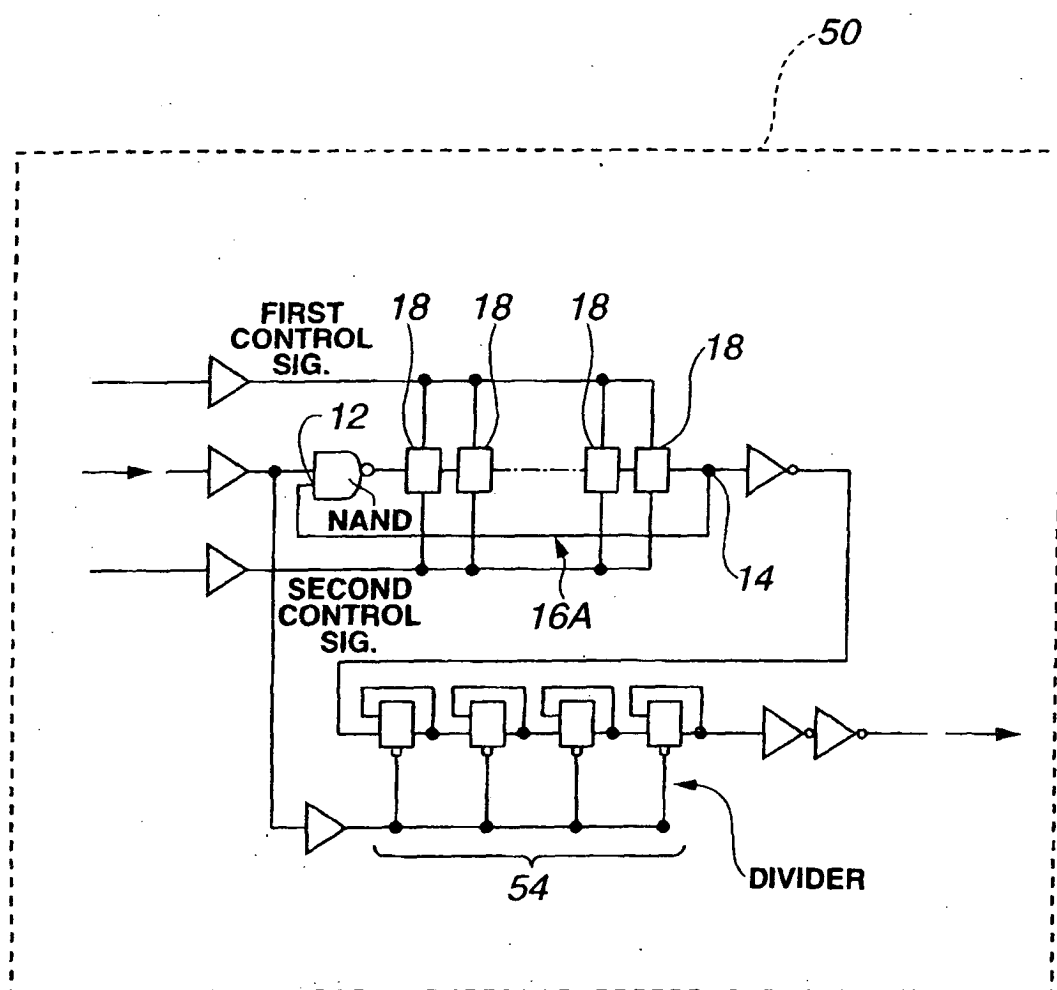 50
FIRST
CONTROL
SIG.
18
18
18
18
12
NAND
14
16A
SECOND
CONTROL
SIG.
54
DIVIDER